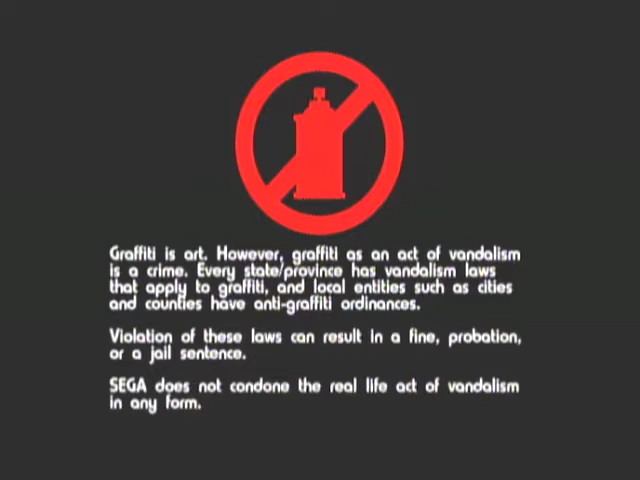 Graffiti is art. However, graffiti as an act of vandalism
is a crime. Every state/province has vandalism laws
that apply to graffiti, and local entities such as cities
and counties have anti-graffiti ordinances.
Violation of these laws can result in a fine, probation,
or a jail sentence.
SEGA does not condone the real life act of vandalism
in any form.